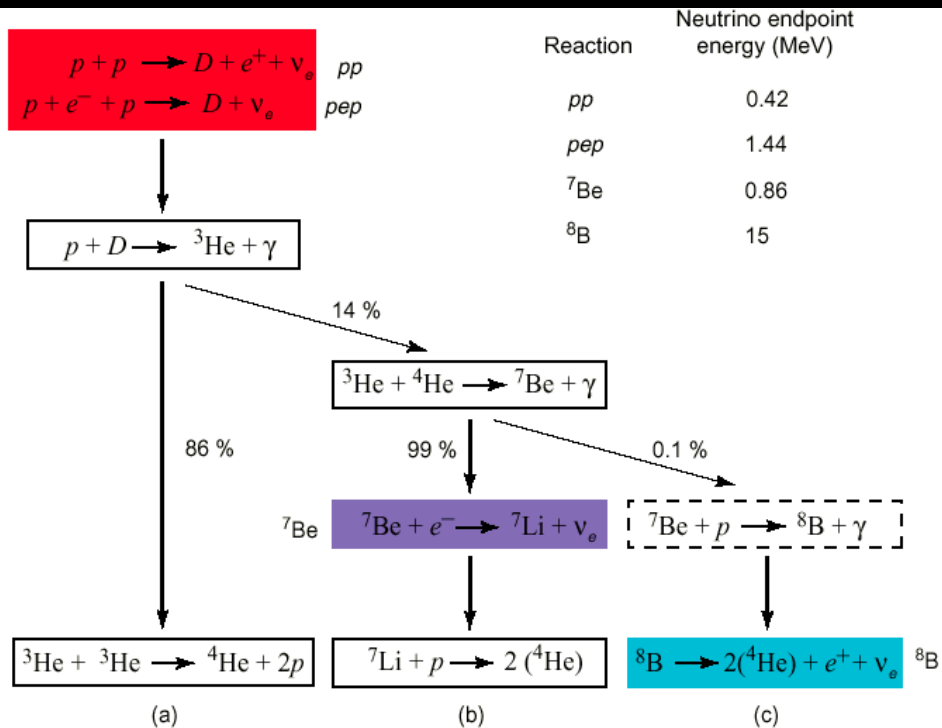 p + p → D + e⁺ + νₑ pp
p + e⁻ + p → D + νₑ pep
Reaction
Neutrino endpoint
energy (MeV)
pp 0.42
pep 1.44
⁷Be 0.86
⁸B 15
p + D → ³He + γ
14 %
³He + ⁴He → ⁷Be + γ
86 %
99 %
0.1 %
⁷Be
⁷Be + e⁻ → ⁷Li + νₑ
⁷Be + p → ⁸B + γ
³He + ³He → ⁴He + 2p
⁷Li + p → 2 (⁴He)
⁸B → 2(⁴He) + e⁺ + νₑ
⁸B
(a)
(b)
(c)